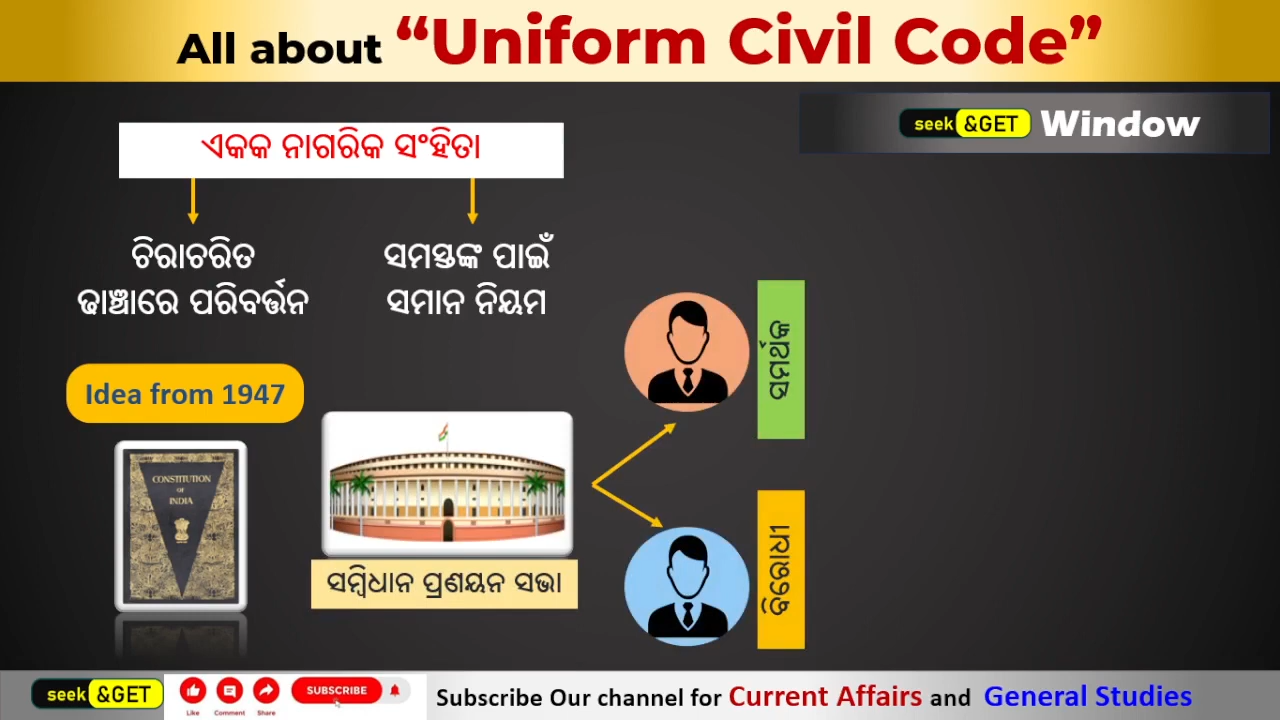 All about “Uniform Civil Code”
seek &GET Window
ଏକକ ନାଗରିକ ସଂହିତା
ଚିରାଚରିତ
ଢାଞ୍ଚାରେ ପରିବର୍ତ୍ତନ
ସମସ୍ତଙ୍କ ପାଇଁ
ସମାନ ନିୟମ
Idea from 1947
CONSTITUTION
OF
INDIA
ସମ୍ବିଧାନ ପ୍ରଣୟନ ସଭା
ସମର୍ଥକ
ବିରୋଧୀ
seek &GET
Like Comment Share
SUBSCRIBE
Subscribe Our channel for Current Affairs and General Studies